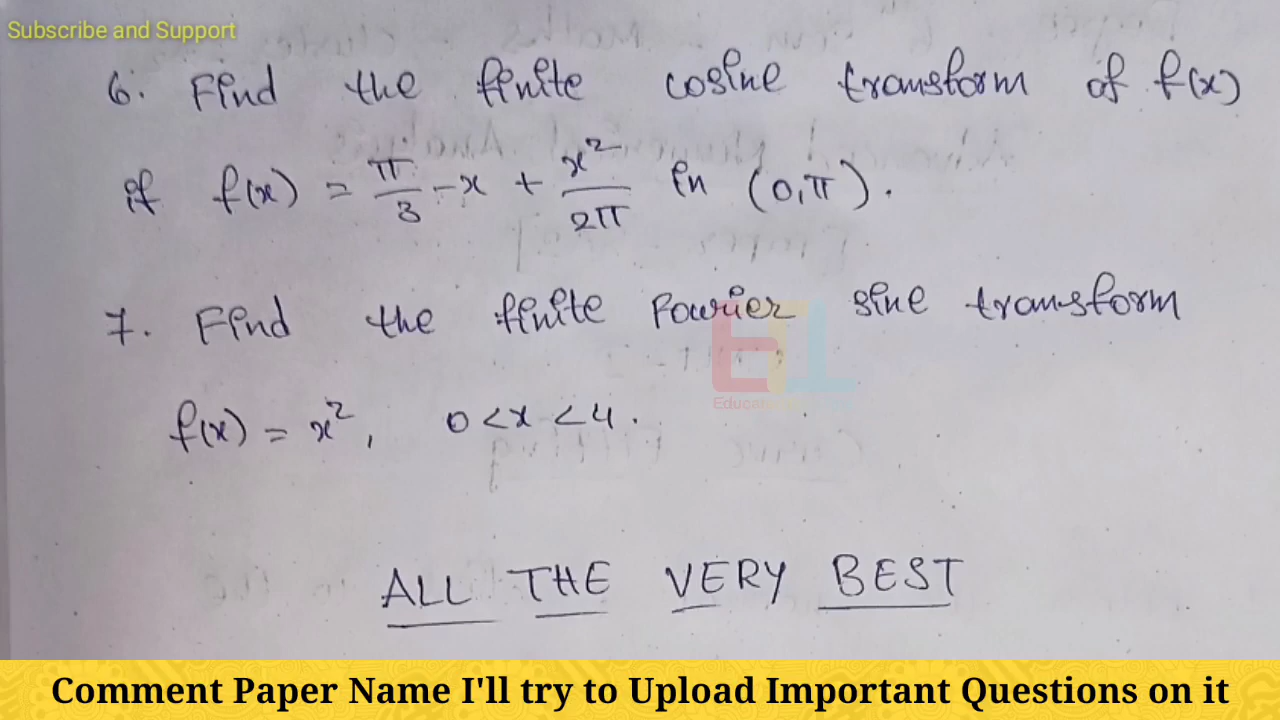 Subscribe and Support
6. Find the finite cosine transform of f(x)
if f(x) = π/3 - x + x²/2π in (0,π).
7. Find the finite Fourier sine transform
f(x) = x², 0 < x < 4.
ALL THE VERY BEST
Comment Paper Name I'll try to Upload Important Questions on it